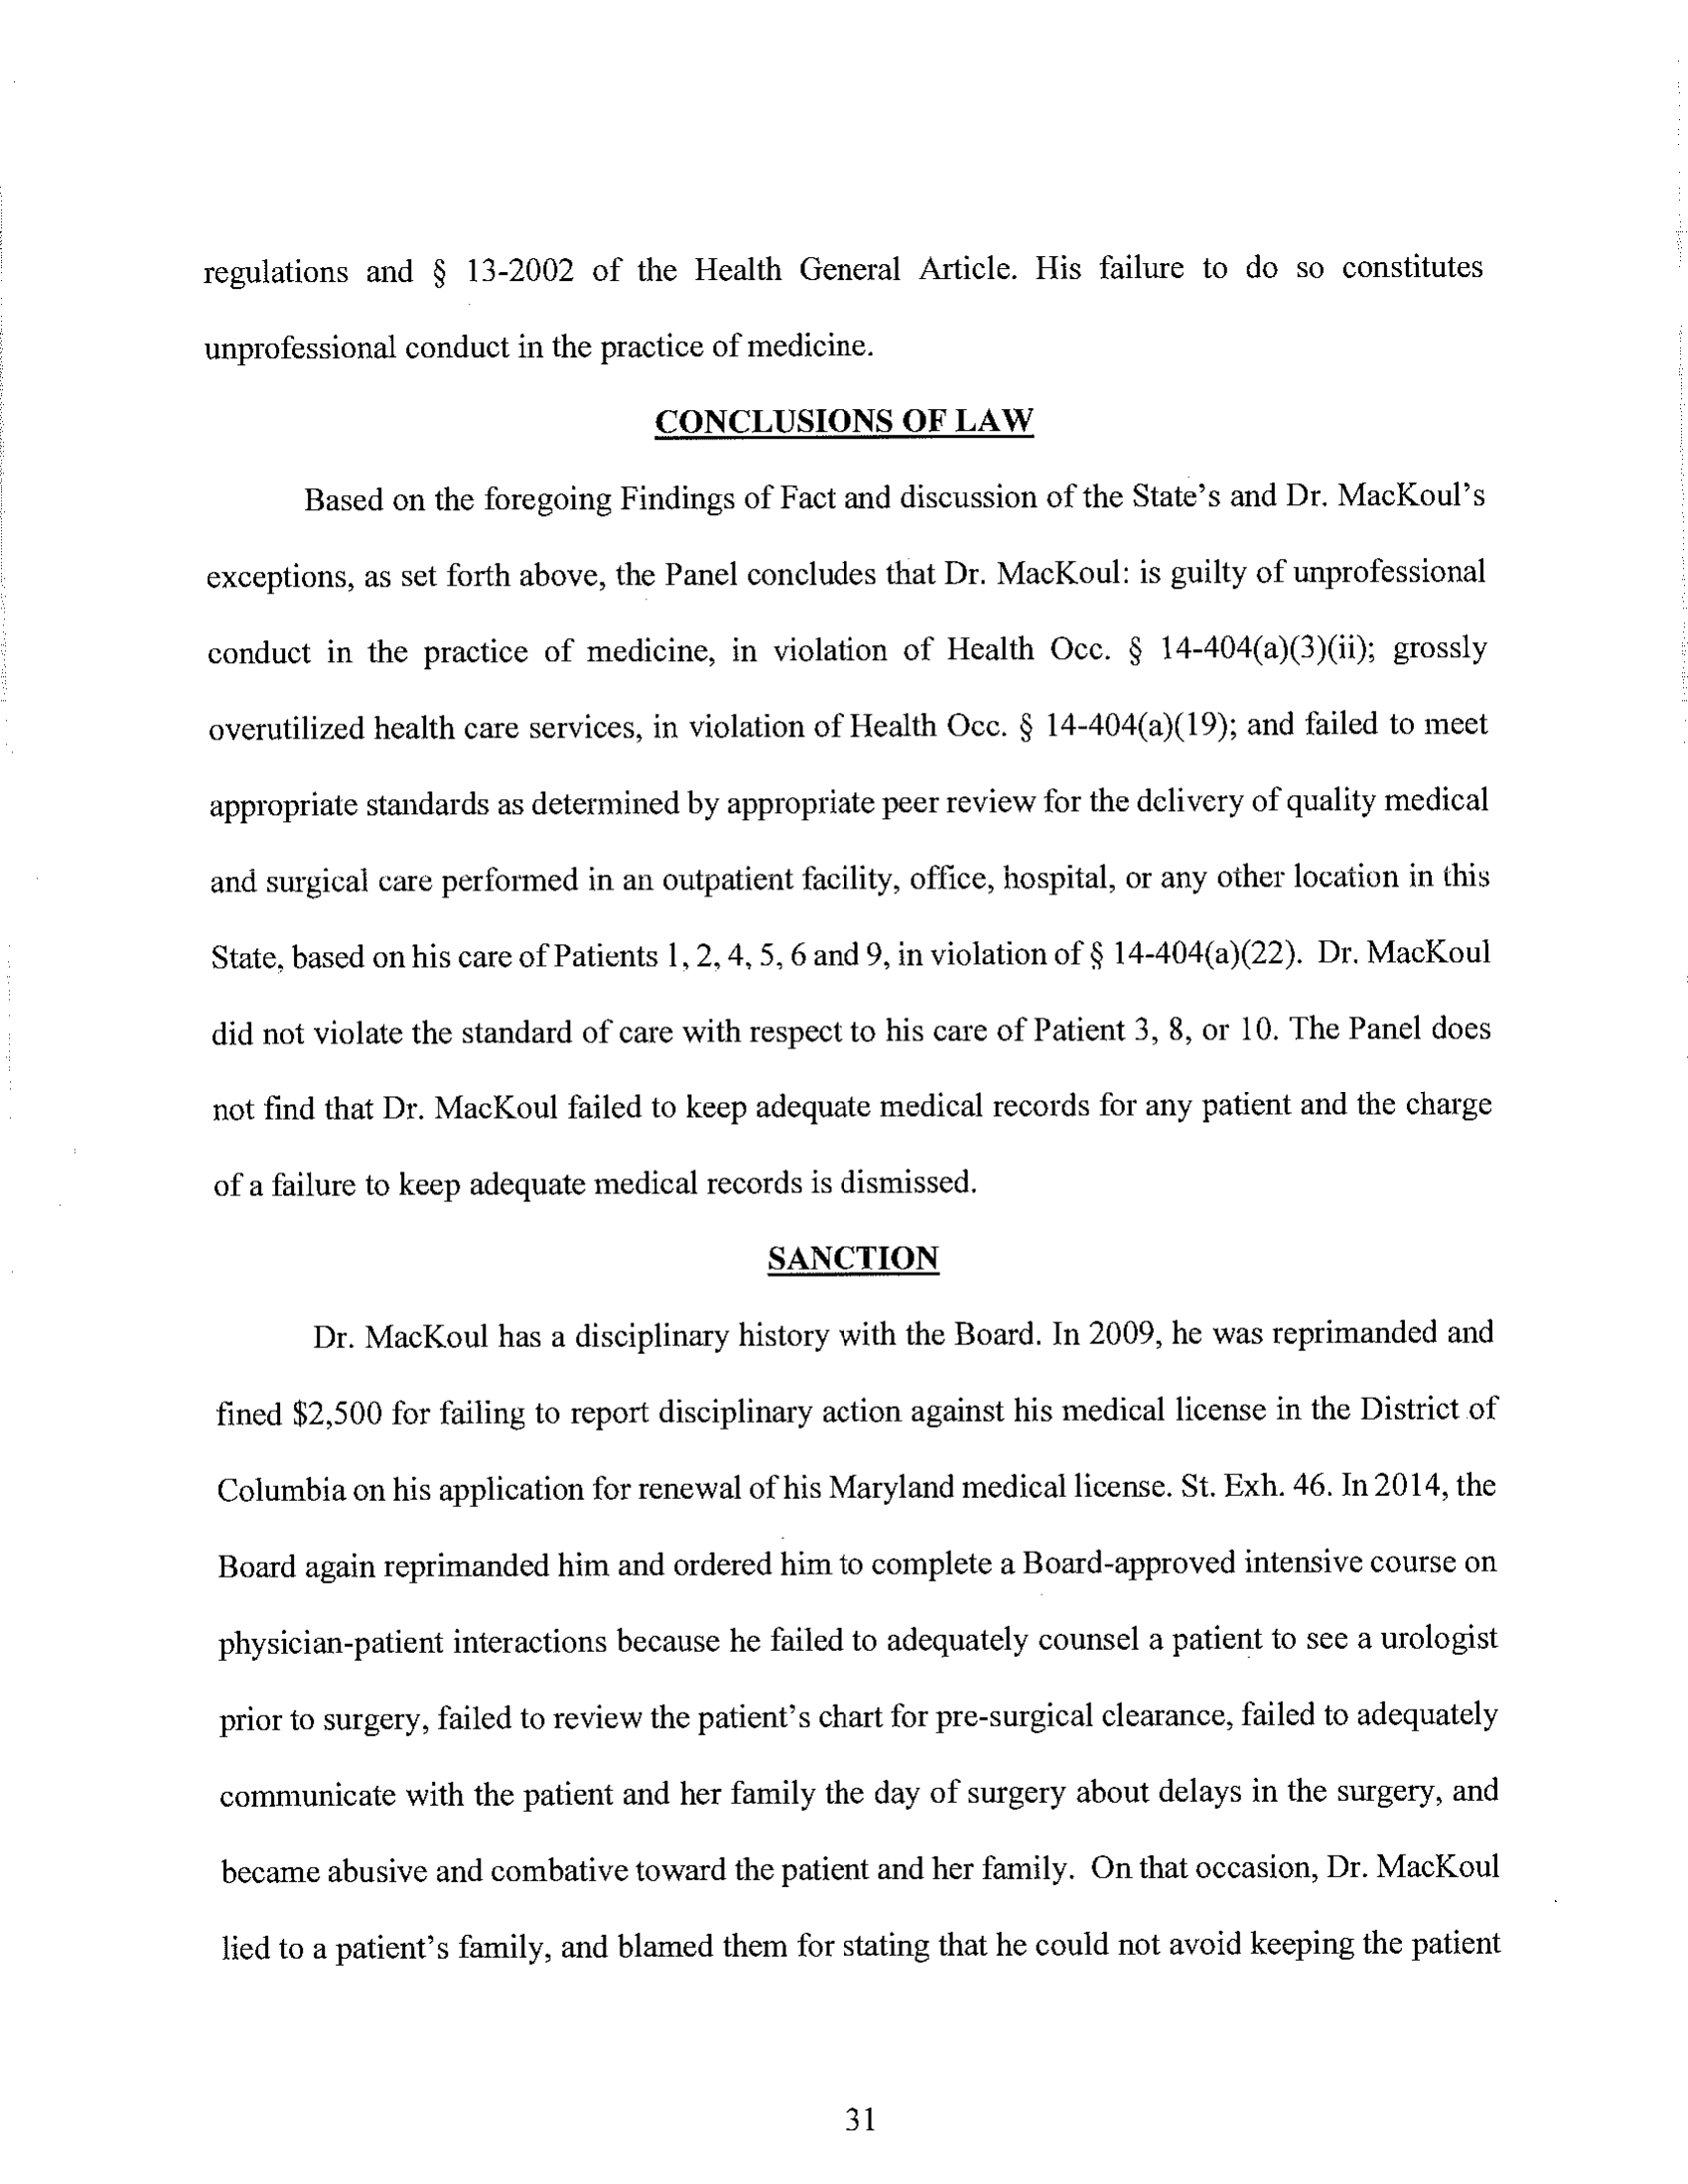 regulations and § 13-2002 of the Health General Article. His failure to do so constitutes
unprofessional conduct in the practice of medicine.
CONCLUSIONS OF LAW
Based on the foregoing Findings of Fact and discussion of the State's and Dr. MacKoul's
exceptions, as set forth above, the Panel concludes that Dr. MacKoul: is guilty of unprofessional
conduct in the practice of medicine, in violation of Health Occ. § 14-404(a)(3)(ii); grossly
overutilized health care services, in violation of Health Occ. § 14-404(a)(19); and failed to meet
appropriate standards as determined by appropriate peer review for the delivery of quality medical
and surgical care performed in an outpatient facility, office, hospital, or any other location in this
State, based on his care of Patients 1, 2, 4, 5, 6 and 9, in violation of § 14-404(a)(22). Dr. MacKoul
did not violate the standard of care with respect to his care of Patient 3, 8, or 10. The Panel does
not find that Dr. MacKoul failed to keep adequate medical records for any patient and the charge
of a failure to keep adequate medical records is dismissed.
SANCTION
Dr. MacKoul has a disciplinary history with the Board. In 2009, he was reprimanded and
fined $2,500 for failing to report disciplinary action against his medical license in the District of
Columbia on his application for renewal of his Maryland medical license. St. Exh. 46. In 2014, the
Board again reprimanded him and ordered him to complete a Board-approved intensive course on
physician-patient interactions because he failed to adequately counsel a patient to see a urologist
prior to surgery, failed to review the patient's chart for pre-surgical clearance, failed to adequately
communicate with the patient and her family the day of surgery about delays in the surgery, and
became abusive and combative toward the patient and her family. On that occasion, Dr. MacKoul
lied to a patient's family, and blamed them for stating that he could not avoid keeping the patient
31